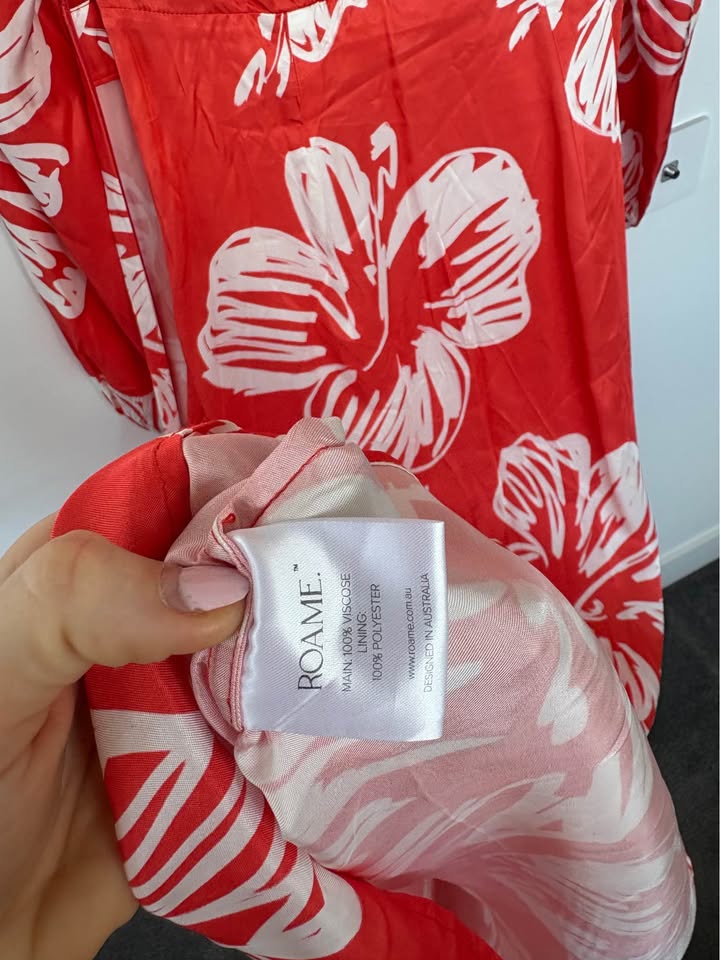 ROAME.™
MAIN: 100% VISCOSE
LINING:
100% POLYESTER
www.roame.com.au
DESIGNED IN AUSTRALIA